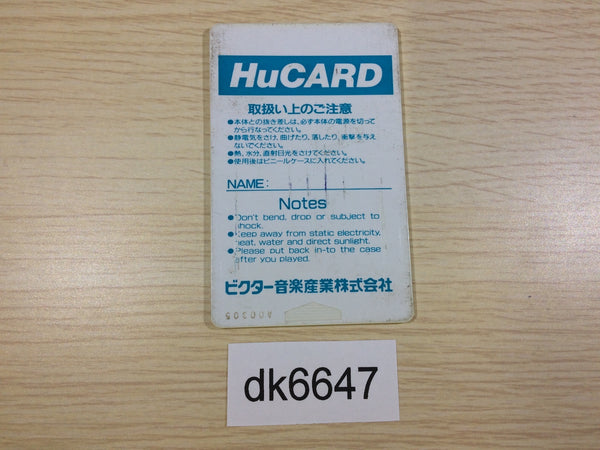 HuCARD
取扱い上のご注意
●本体との抜き差しは、必ず本体の電源を切って
から行なってください。
●静電気をさけ、曲げたり、落したり、衝撃を与え
ないでください。
●熱、水分、直射日光をさけてください。
●使用後はビニールケースに入れてください。
NAME:
Notes
●Don't bend, drop or subject to
shock.
●Keep away from static electricity,
heat, water and direct sunlight.
●Please put back in-to the case
after you played.
ビクター音楽産業株式会社
A00305
dk6647